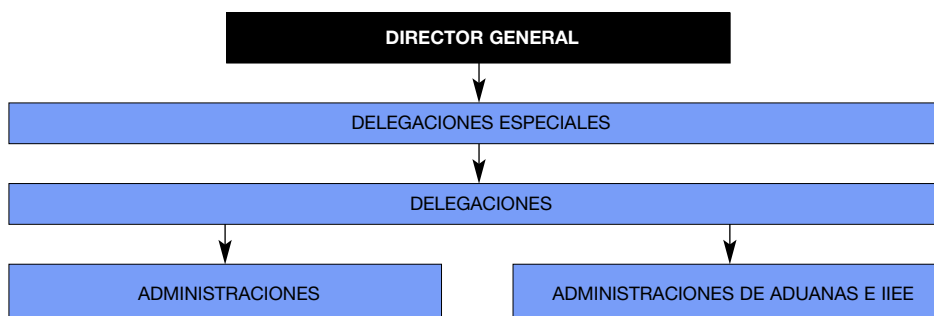 DIRECTOR GENERAL
DELEGACIONES ESPECIALES
DELEGACIONES
ADMINISTRACIONES
ADMINISTRACIONES DE ADUANAS E IIEE